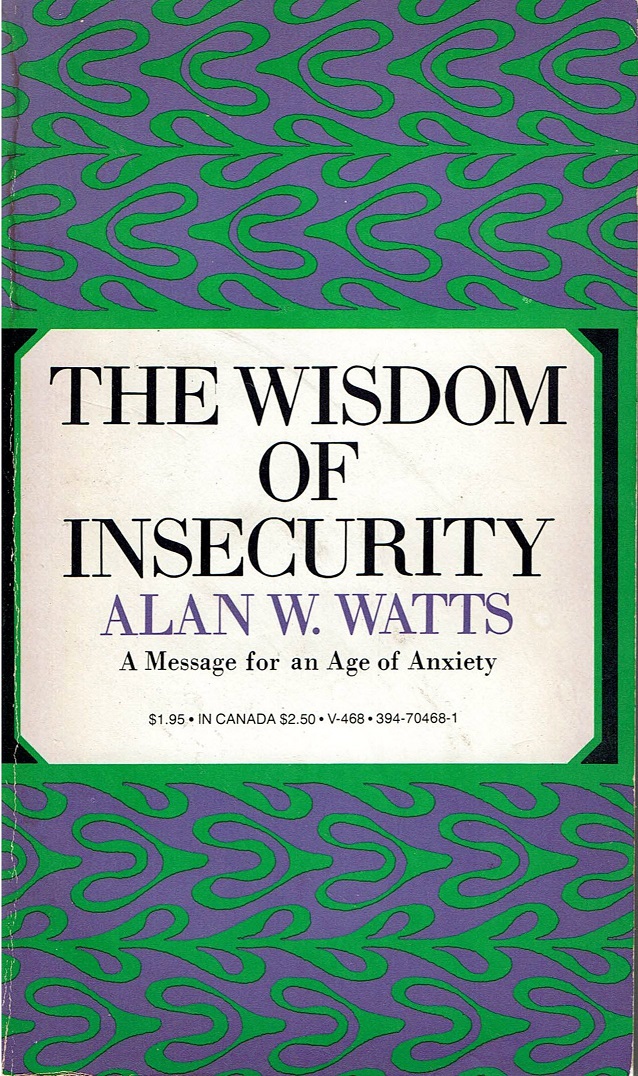 THE WISDOM
OF
INSECURITY
ALAN W. WATTS
A Message for an Age of Anxiety
$1.95 • IN CANADA $2.50 • V-468 • 394-70468-1